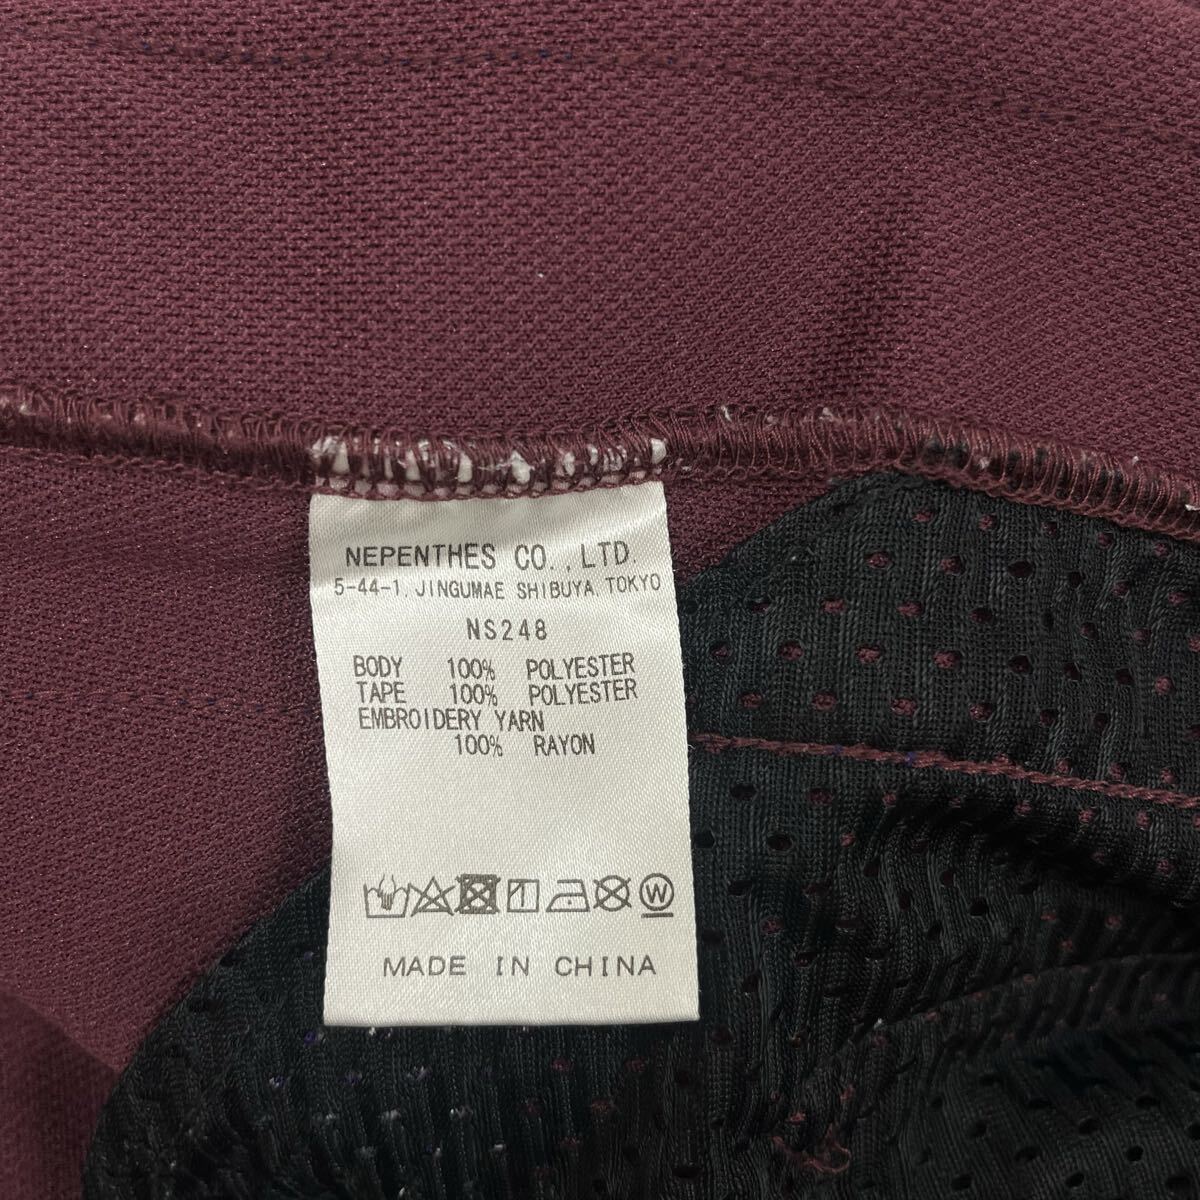 NEPENTHES CO., LTD.
5-44-1, JINGUMAE SHIBUYA, TOKYO
NS248
BODY 100% POLYESTER
TAPE 100% POLYESTER
EMBROIDERY YARN
100% RAYON
W
MADE IN CHINA